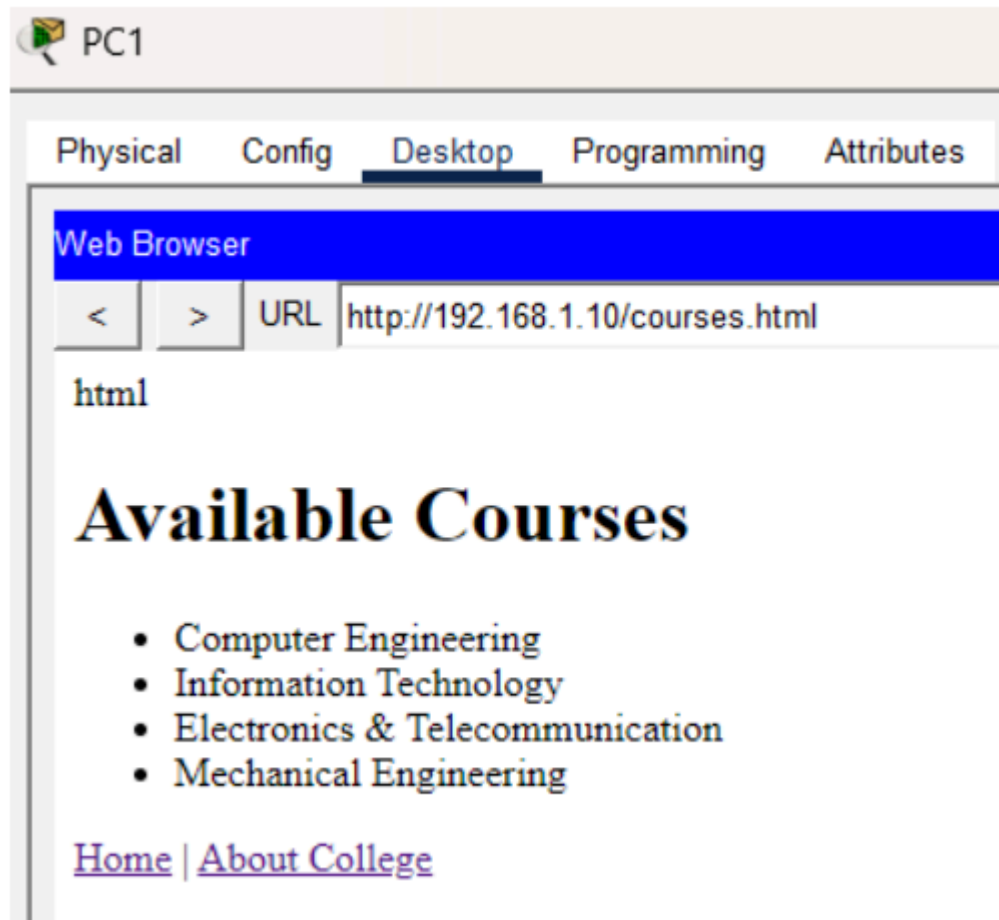 PC1
Physical Config Desktop Programming Attributes
Web Browser
< > URL http://192.168.1.10/courses.html
html
Available Courses
• Computer Engineering
• Information Technology
• Electronics & Telecommunication
• Mechanical Engineering
Home | About College